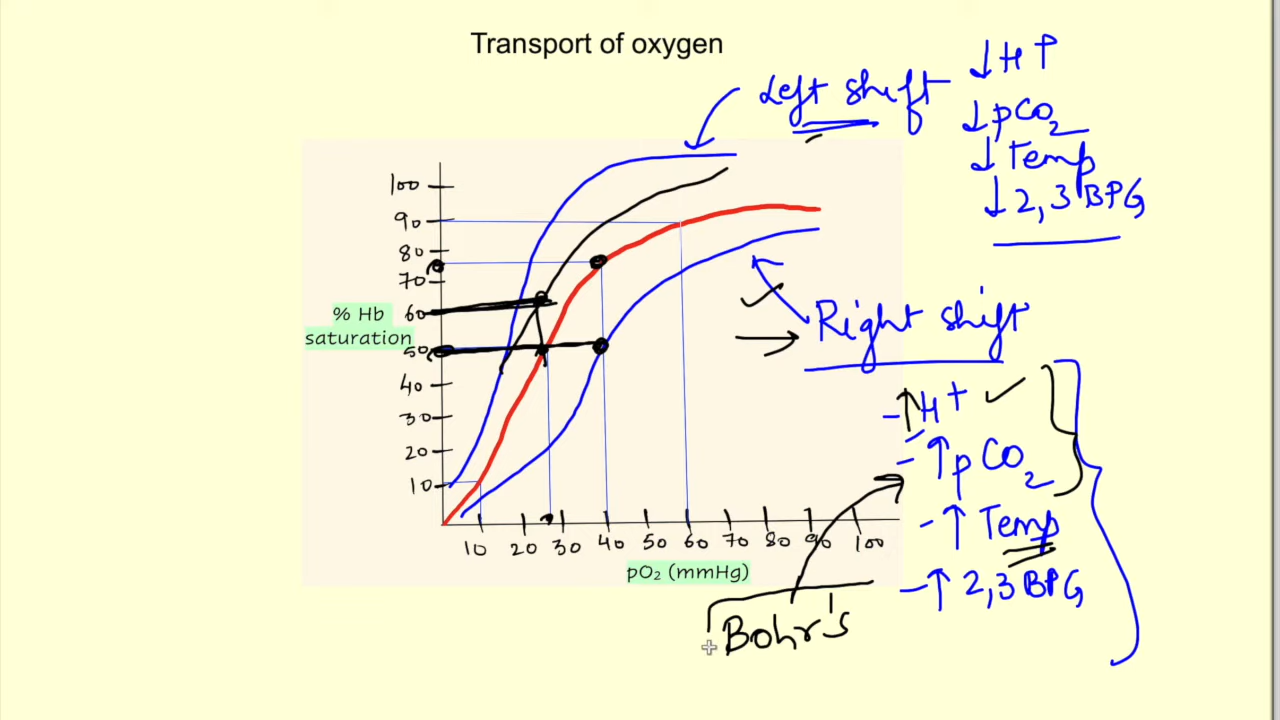 Transport of oxygen
Left shift
↓ H↑
↓ pCO2
↓ Temp
↓ 2,3 BPG
100
90
80
70
60
50
40
30
20
10
% Hb
saturation
Right shift
- ↑ H+ ✓
- ↑ pCO2
- ↑ Temp
- ↑ 2,3 BPG
10 20 30 40 50 60 70 80 90 100
pO₂ (mmHg)
Bohr's